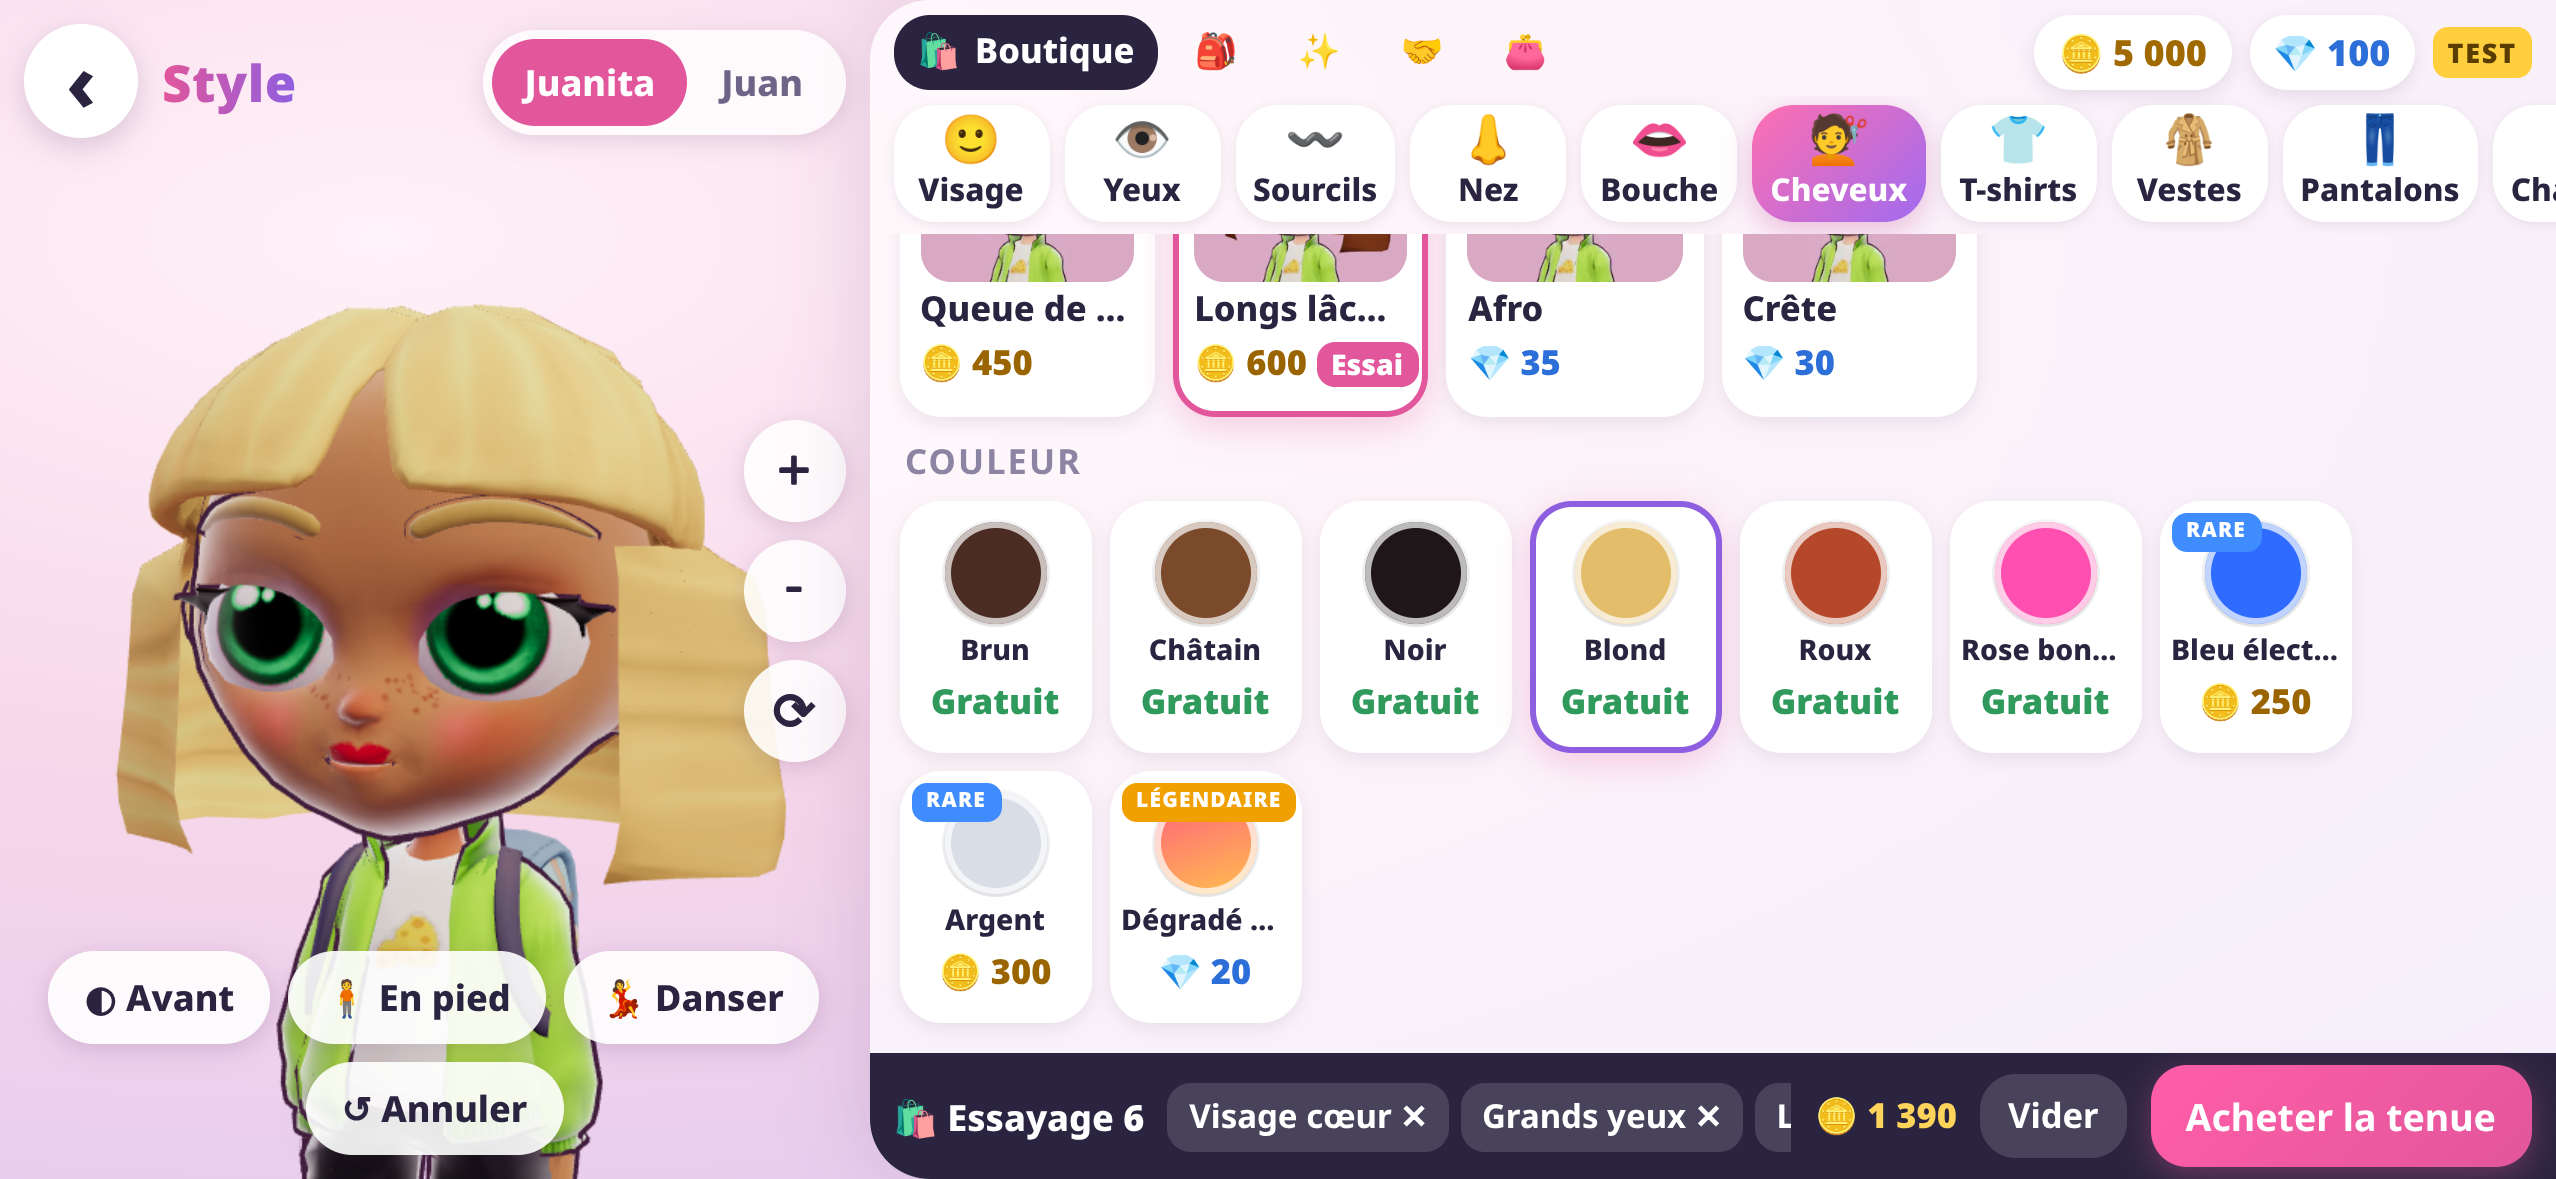 Style
Juanita
Juan
Boutique
5 000
100
TEST
Visage
Yeux
Sourcils
Nez
Bouche
Cheveux
T-shirts
Vestes
Pantalons
Cha
Queue de ...
450
Longs lâc...
600 Essai
Afro
35
Crête
30
COULEUR
Brun
Gratuit
Châtain
Gratuit
Noir
Gratuit
Blond
Gratuit
Roux
Gratuit
Rose bon...
Gratuit
RARE
Bleu élect...
250
RARE
Argent
300
LÉGENDAIRE
Dégradé ...
20
+
-
Avant
En pied
Danser
Annuler
Essayage 6
Visage cœur ✕
Grands yeux ✕
L
1 390
Vider
Acheter la tenue